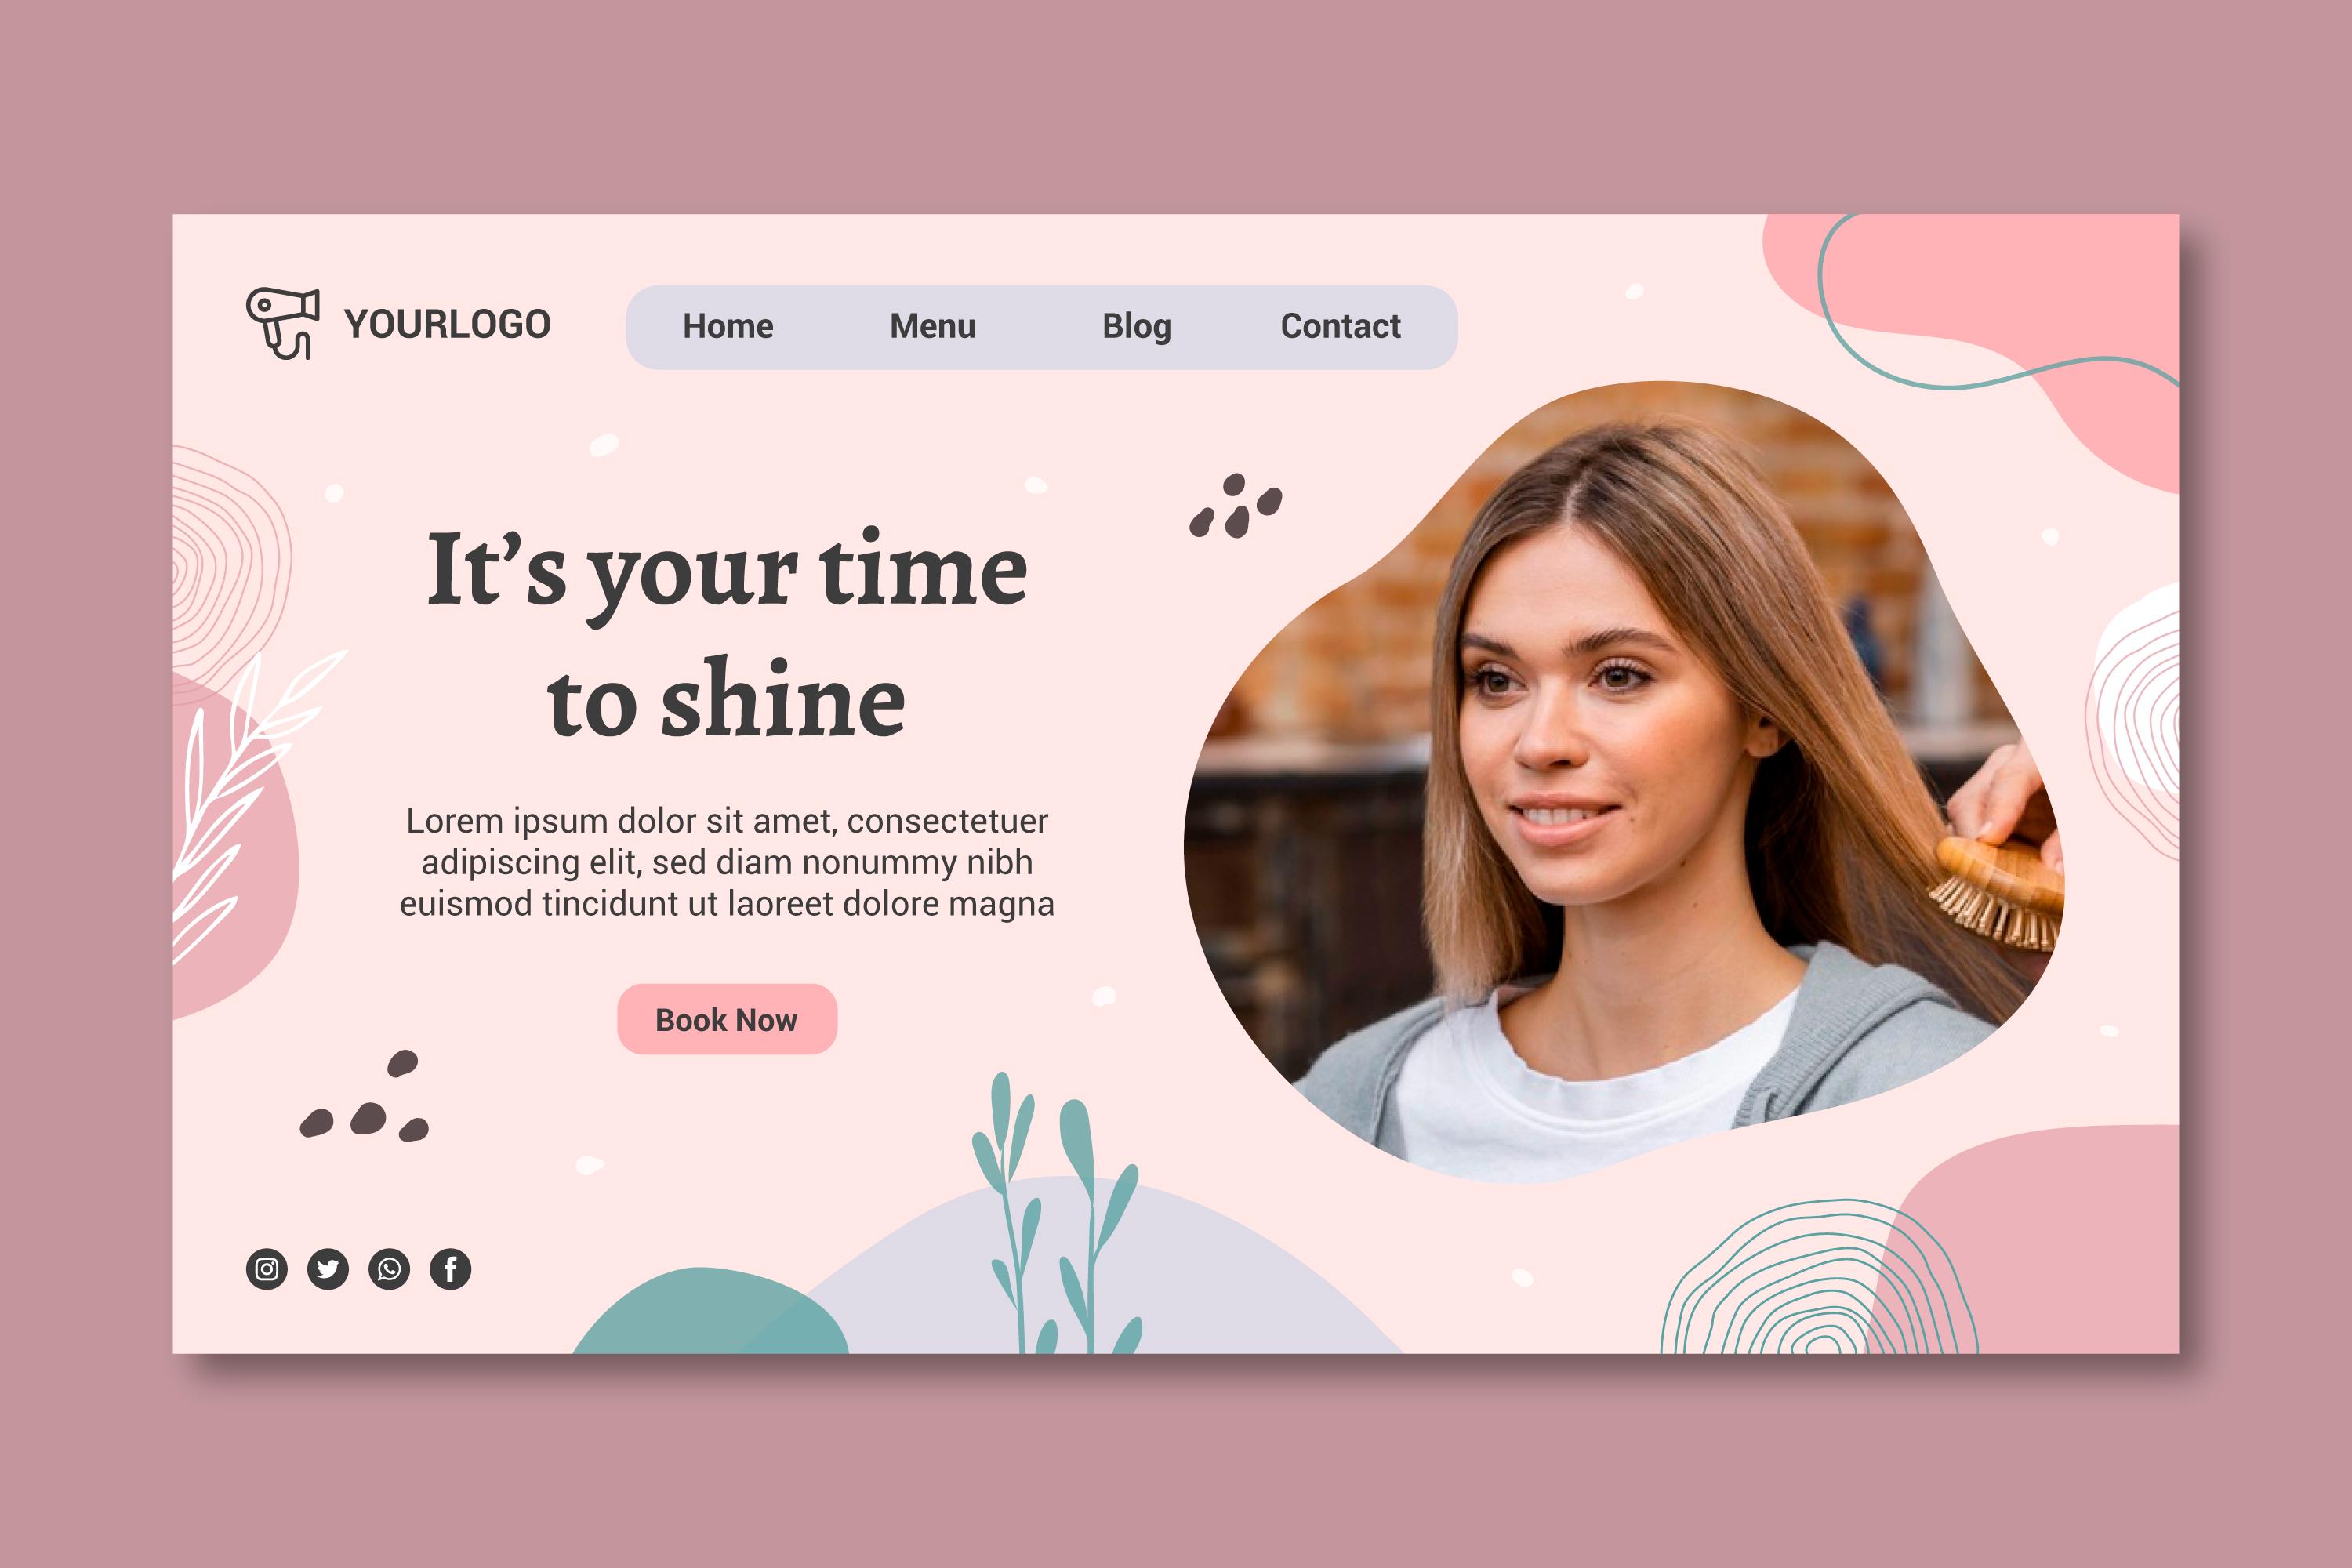 YOURLOGO
Home Menu Blog Contact
It’s your time
to shine
Lorem ipsum dolor sit amet, consectetuer
adipiscing elit, sed diam nonummy nibh
euismod tincidunt ut laoreet dolore magna
Book Now